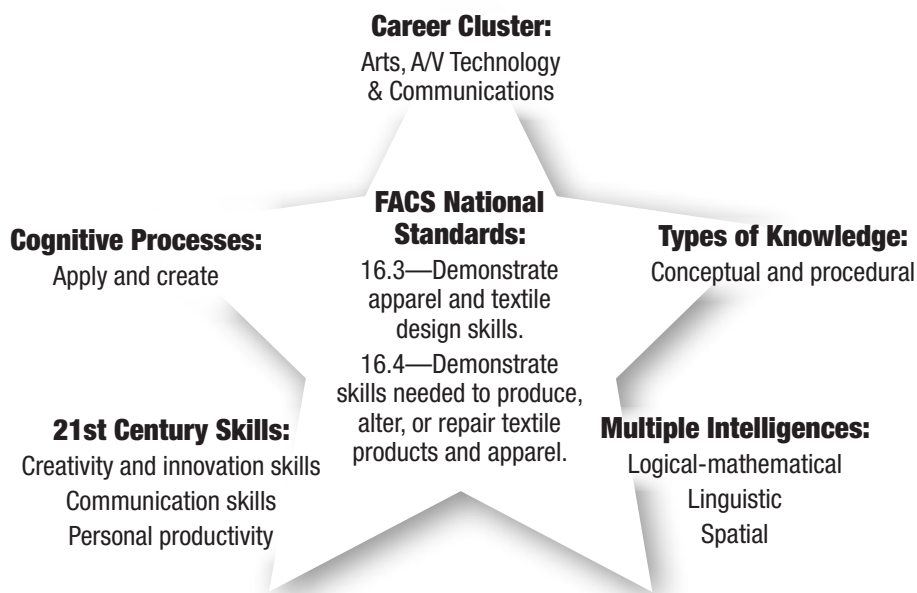 Career Cluster:
Arts, A/V Technology
& Communications
Cognitive Processes:
Apply and create
FACS National
Standards:
16.3—Demonstrate
apparel and textile
design skills.
16.4—Demonstrate
skills needed to produce,
alter, or repair textile
products and apparel.
Types of Knowledge:
Conceptual and procedural
21st Century Skills:
Creativity and innovation skills
Communication skills
Personal productivity
Multiple Intelligences:
Logical-mathematical
Linguistic
Spatial